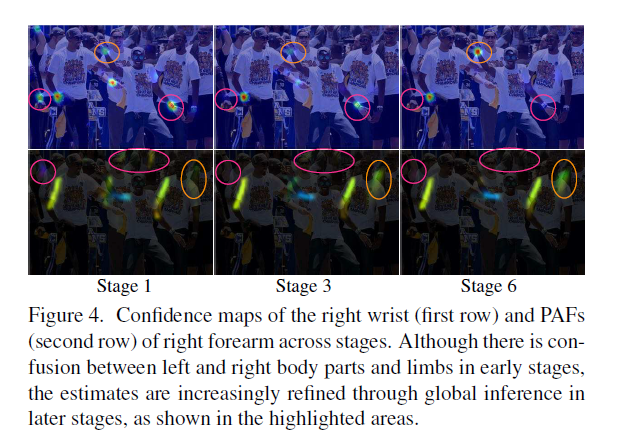 Stage 1 Stage 3 Stage 6
Figure 4. Confidence maps of the right wrist (first row) and PAFs
(second row) of right forearm across stages. Although there is con-
fusion between left and right body parts and limbs in early stages,
the estimates are increasingly refined through global inference in
later stages, as shown in the highlighted areas.